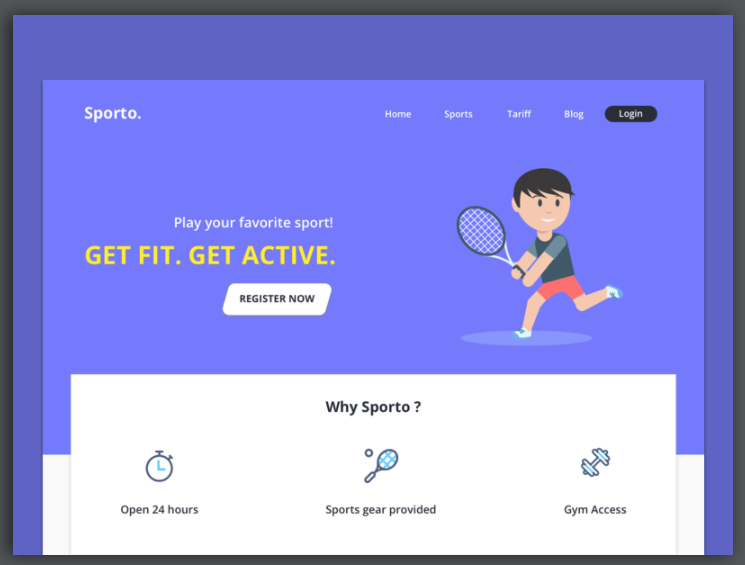 Sporto.
Home Sports Tariff Blog Login
Play your favorite sport!
GET FIT. GET ACTIVE.
REGISTER NOW
Why Sporto ?
Open 24 hours Sports gear provided Gym Access